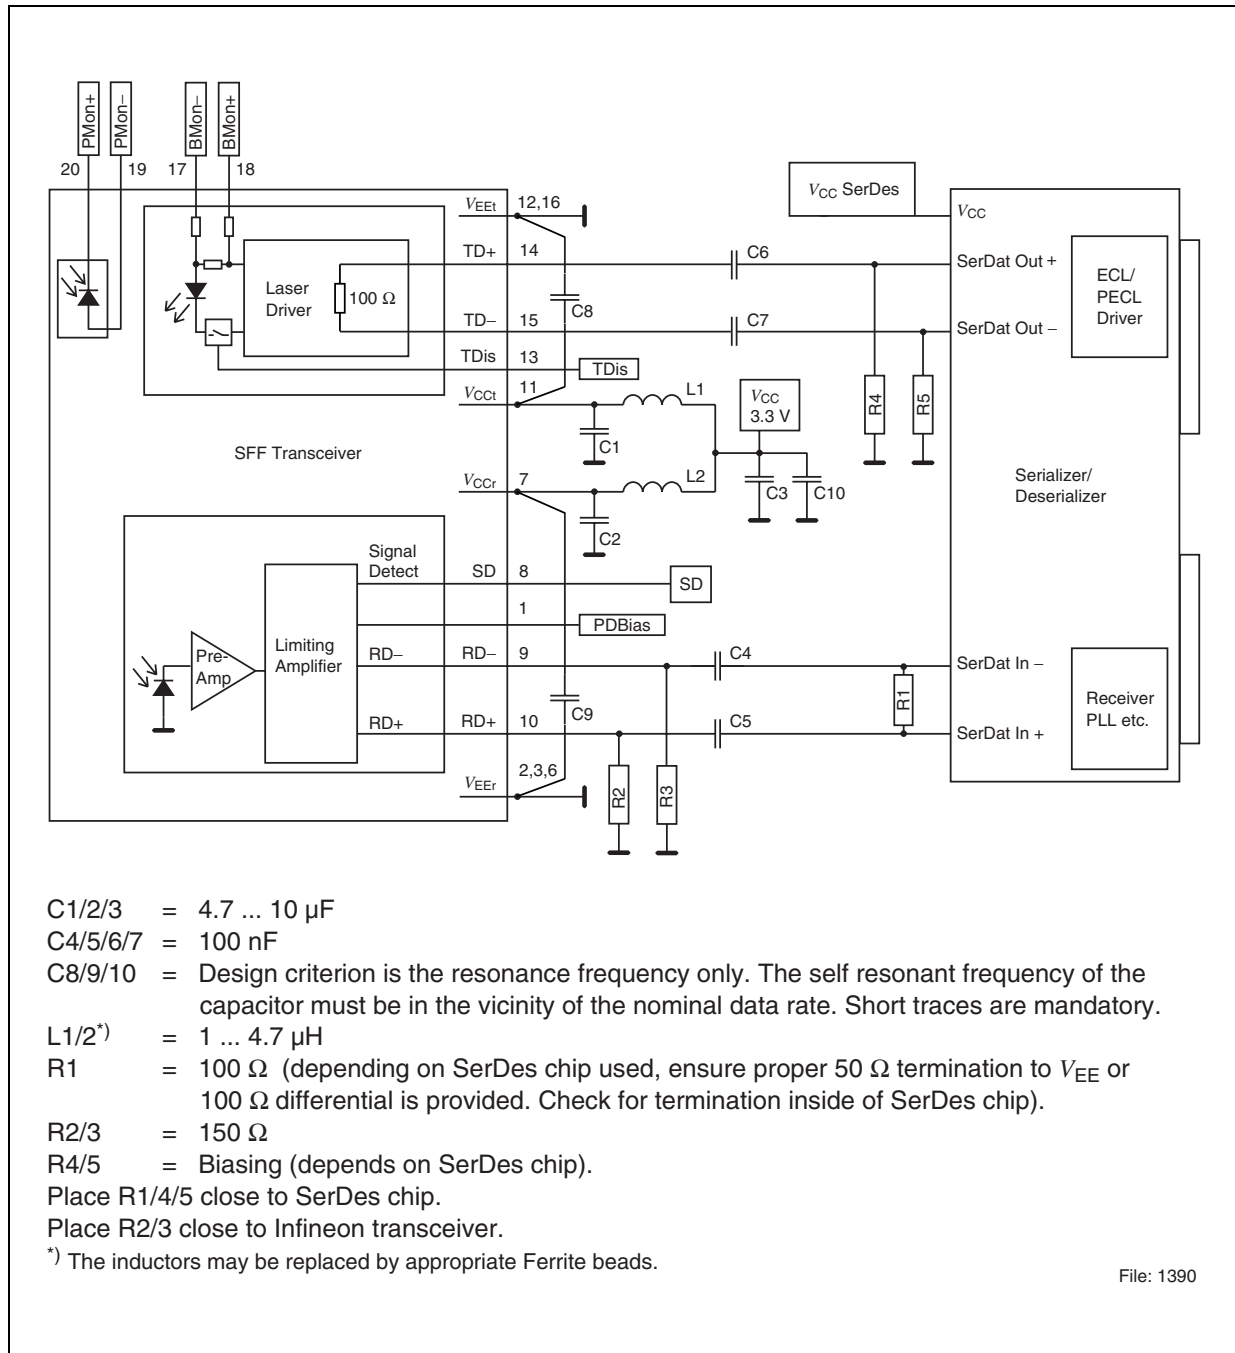 PMon+
PMon−
BMon−
BMon+
20
19
17
18
VEEt
12,16
VCC SerDes
VCC
TD+
14
C6
SerDat Out +
ECL/
PECL
Driver
Laser
Driver
100 Ω
C8
TD−
15
C7
SerDat Out −
TDis
13
TDis
VCCt
11
L1
VCC
3.3 V
R4
R5
C1
SFF Transceiver
VCCr
7
L2
C3
C10
Serializer/
Deserializer
C2
Signal
Detect
SD
8
SD
1
PDBias
Pre-
Amp
Limiting
Amplifier
RD−
RD−
9
C4
SerDat In −
R1
Receiver
PLL etc.
C9
RD+
RD+
10
C5
SerDat In +
VEEr
2,3,6
R2
R3
C1/2/3 = 4.7 ... 10 µF
C4/5/6/7 = 100 nF
C8/9/10 = Design criterion is the resonance frequency only. The self resonant frequency of the
capacitor must be in the vicinity of the nominal data rate. Short traces are mandatory.
L1/2*) = 1 ... 4.7 µH
R1 = 100 Ω (depending on SerDes chip used, ensure proper 50 Ω termination to VEE or
100 Ω differential is provided. Check for termination inside of SerDes chip).
R2/3 = 150 Ω
R4/5 = Biasing (depends on SerDes chip).
Place R1/4/5 close to SerDes chip.
Place R2/3 close to Infineon transceiver.
*) The inductors may be replaced by appropriate Ferrite beads.
File: 1390